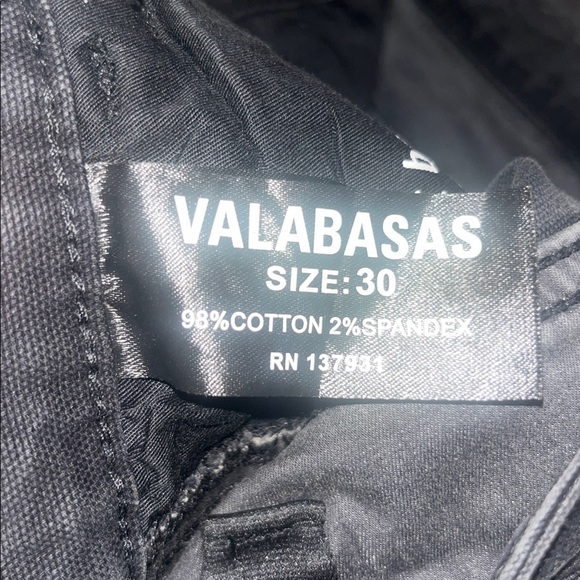 VALABASAS
SIZE: 30
98%COTTON 2%SPANDEX
RN 137931